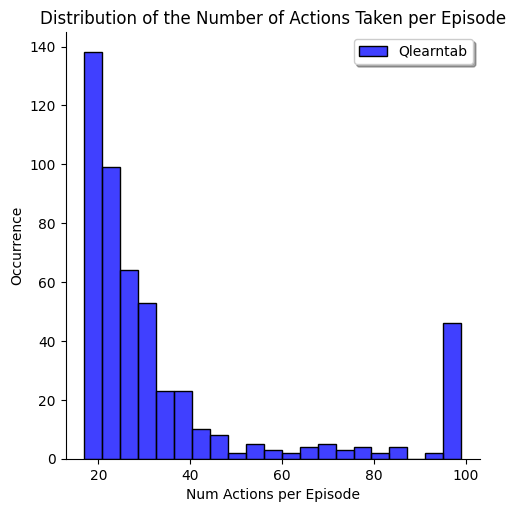 Distribution of the Number of Actions Taken per Episode
Qlearntab
140
120
100
80
60
40
20
0
Occurrence
20 40 60 80 100
Num Actions per Episode